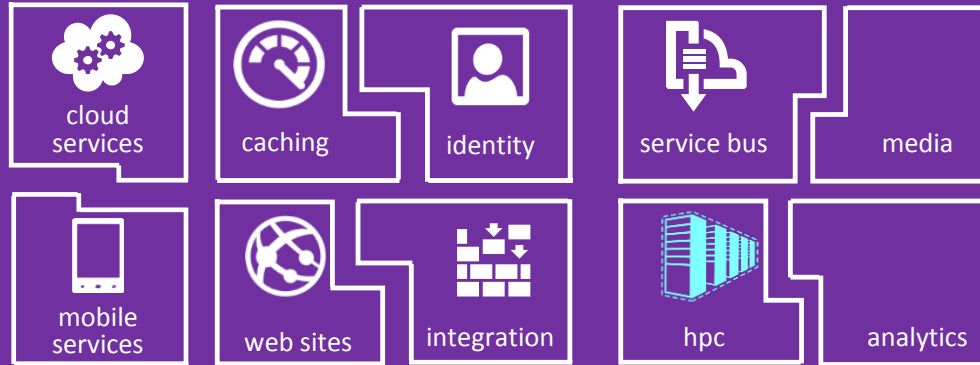 cloud
services
caching
identity
service bus
media
mobile
services
web sites
integration
hpc
analytics